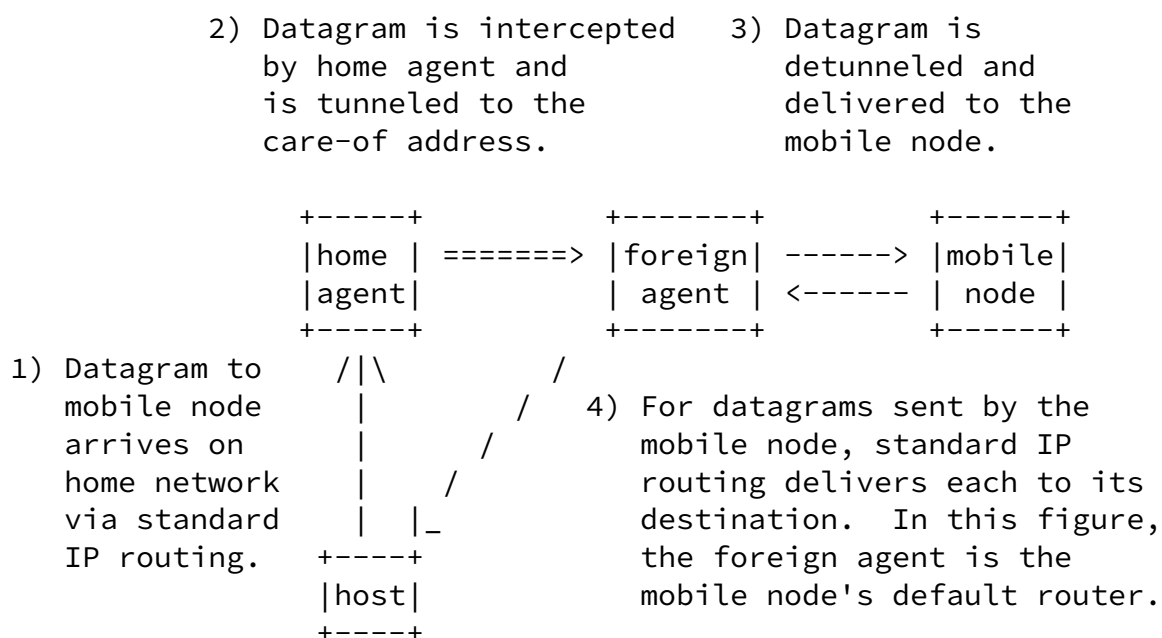 2) Datagram is intercepted   3) Datagram is
   by home agent and            detunneled and
   is tunneled to the           delivered to the
   care-of address.             mobile node.

     +-----+          +-------+         +------+
     |home | =======> |foreign| ------> |mobile|
     |agent|          | agent | <------ | node |
     +-----+          +-------+         +------+
1) Datagram to    /|\         /
   mobile node     |        /   4) For datagrams sent by the
   arrives on      |      /        mobile node, standard IP
   home network    |    /          routing delivers each to its
   via standard    |  |_           destination.  In this figure,
   IP routing.   +----+            the foreign agent is the
                 |host|            mobile node's default router.
                 +----+